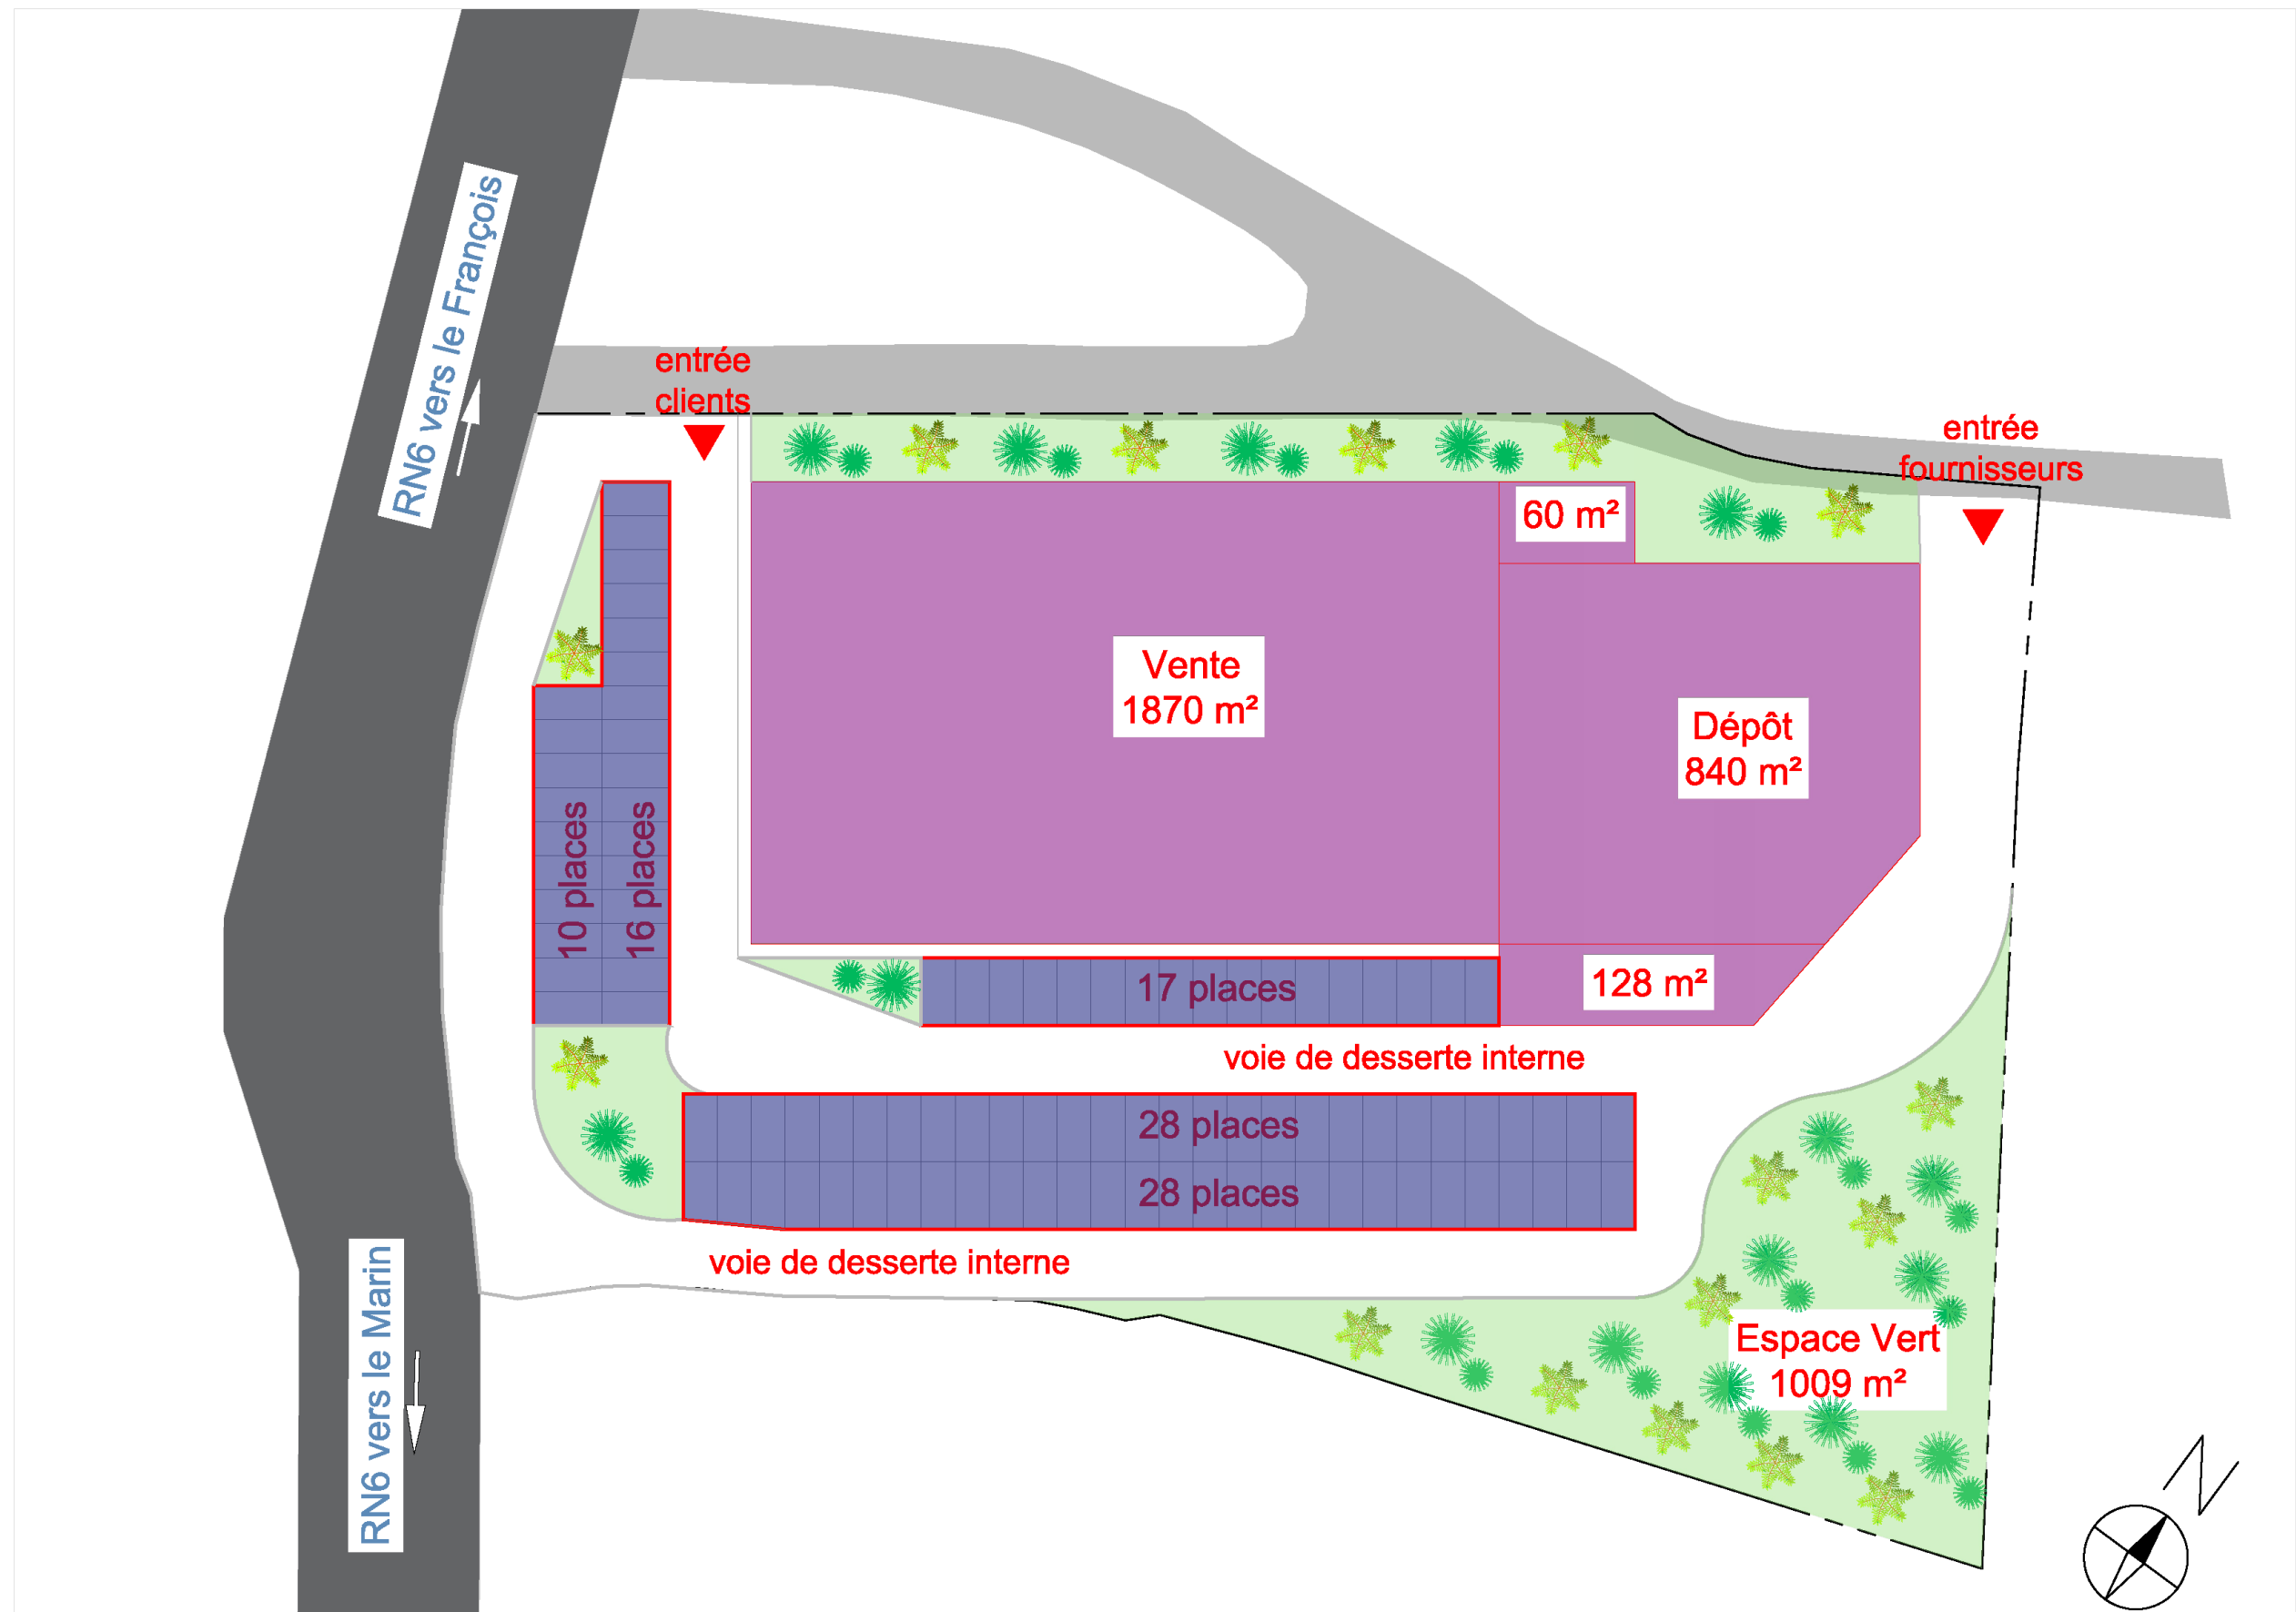 RN6 vers le François
entrée
clients
entrée
fournisseurs
60 m²
Vente
1870 m²
Dépôt
840 m²
10 places
16 places
17 places
128 m²
voie de desserte interne
28 places
28 places
voie de desserte interne
RN6 vers le Marin
Espace Vert
1009 m²
N